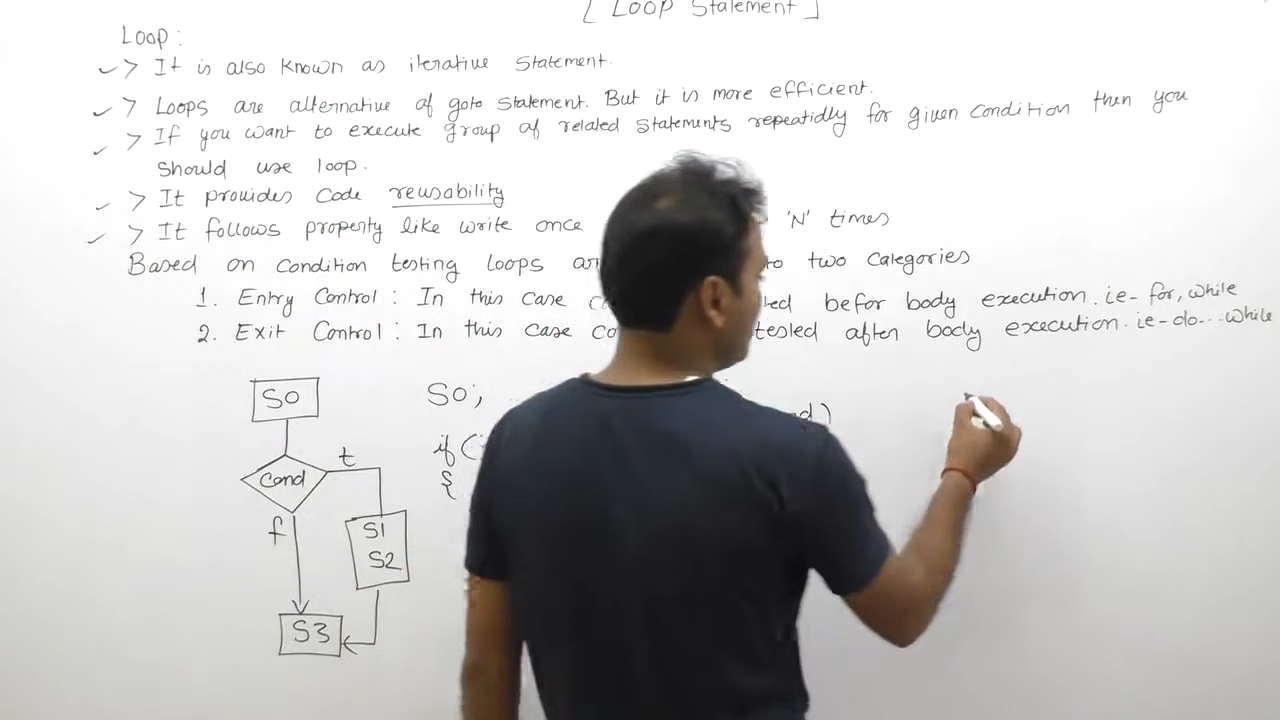 [ Loop Statement ]
Loop :
> It is also known as iterative statement.
> Loops are alternative of goto statement. But it is more efficient.
> If you want to execute group of related statements repeatidly for given condition then you
should use loop.
> It provides code reusability
> It follows property like write once 'N' times
Based on condition testing loops two categories
1. Entry Control : In this case befor body execution. ie- for, while
2. Exit Control : In this case tested after body execution. ie-do...while
S0 S0;
if (
Cond t
{
f S1
S2
S3